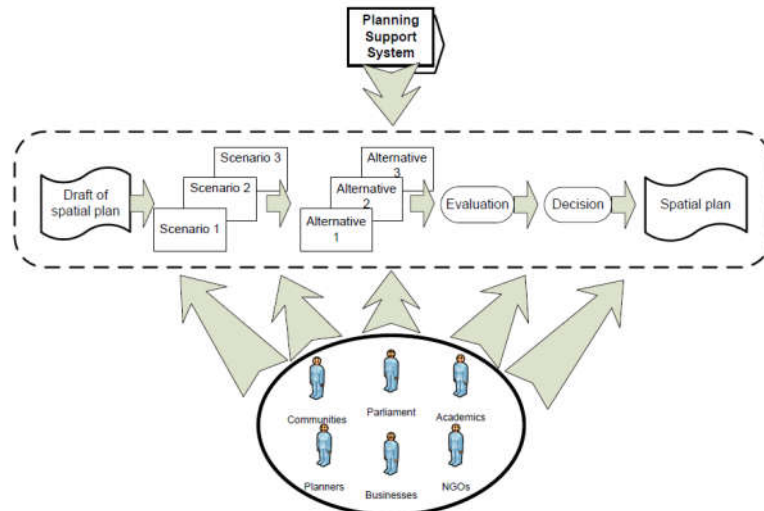 Planning
Support
System
Draft of
spatial plan
Scenario 3
Scenario 2
Scenario 1
Alternative
3
Alternative
2
Alternative
1
Evaluation
Decision
Spatial plan
Communities
Parliament
Academics
Planners
Businesses
NGOs